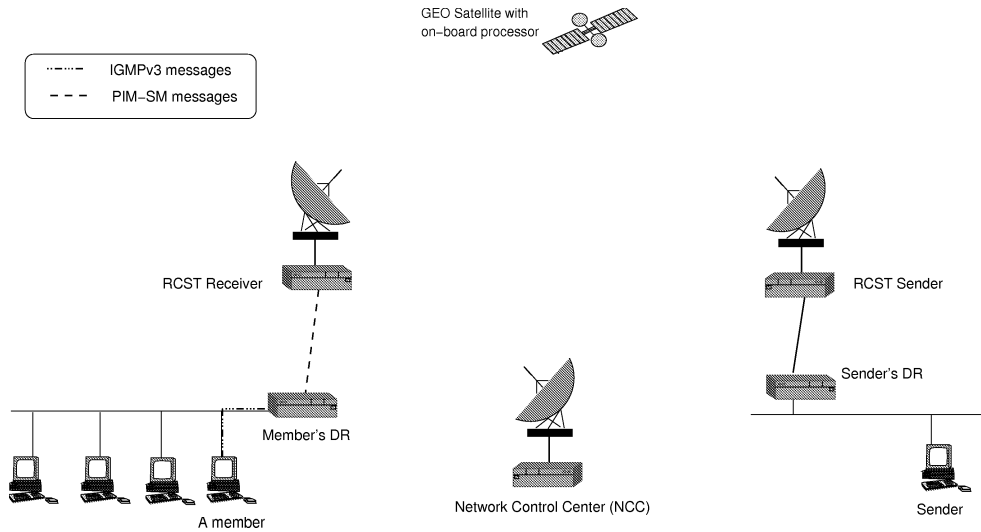 GEO Satellite with
on-board processor
IGMPv3 messages
PIM-SM messages
RCST Receiver
RCST Sender
Sender's DR
Member's DR
Network Control Center (NCC)
Sender
A member